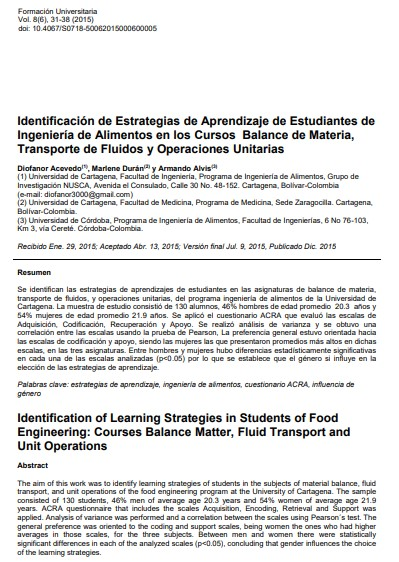 Formación Universitaria
Vol. 8(6), 31-38 (2015)
doi: 10.4067/S0718-50062015000600005
Identificación de Estrategias de Aprendizaje de Estudiantes de
Ingeniería de Alimentos en los Cursos Balance de Materia,
Transporte de Fluidos y Operaciones Unitarias
Diofanor Acevedo(1), Marlene Durán(2) y Armando Alvis(3)
(1) Universidad de Cartagena, Facultad de Ingeniería, Programa de Ingeniería de Alimentos, Grupo de
Investigación NUSCA, Avenida el Consulado, Calle 30 No. 48-152. Cartagena, Bolívar-Colombia
(e-mail: diofanor3000@gmail.com)
(2) Universidad de Cartagena, Facultad de Medicina, Programa de Medicina, Sede Zaragocilla. Cartagena,
Bolívar-Colombia.
(3) Universidad de Córdoba, Programa de Ingeniería de Alimentos, Facultad de Ingenierías, 6 No 76-103,
Km 3, vía Cereté. Córdoba-Colombia.
Recibido Ene. 29, 2015; Aceptado Abr. 13, 2015; Versión final Jul. 9, 2015, Publicado Dic. 2015
Resumen
Se identifican las estrategias de aprendizajes de estudiantes en las asignaturas de balance de materia,
transporte de fluidos, y operaciones unitarias, del programa ingeniería de alimentos de la Universidad de
Cartagena. La muestra de estudio consistió de 130 alumnos, 46% hombres de edad promedio 20.3 años y
54% mujeres de edad promedio 21.9 años. Se aplicó el cuestionario ACRA que evaluó las escalas de
Adquisición, Codificación, Recuperación y Apoyo. Se realizó análisis de varianza y se obtuvo una
correlación entre las escalas usando la prueba de Pearson. La preferencia general estuvo orientada hacia
las escalas de codificación y apoyo, siendo las mujeres las que presentaron promedios más altos en dichas
escalas, en las tres asignaturas. Entre hombres y mujeres hubo diferencias estadísticamente significativas
en cada una de las escalas analizadas (p<0.05) por lo que se establece que el género si influye en la
elección de las estrategias de aprendizaje.
Palabras clave: estrategias de aprendizaje, ingeniería de alimentos, cuestionario ACRA, influencia de
género
Identification of Learning Strategies in Students of Food
Engineering: Courses Balance Matter, Fluid Transport and
Unit Operations
Abstract
The aim of this work was to identify learning strategies of students in the subjects of material balance, fluid
transport, and unit operations of the food engineering program at the University of Cartagena. The sample
consisted of 130 students, 46% men of average age 20.3 years and 54% women of average age 21.9
years. ACRA questionnaire that includes the scales Acquisition, Encoding, Retrieval and Support was
applied. Analysis of variance was performed and a correlation between the scales using Pearson´s test. The
general preference was oriented to the coding and support scales, being women the ones who had higher
averages in those scales, for the three subjects. Between men and women there were statistically
significant differences in each of the analyzed scales (p<0.05), concluding that gender influences the choice
of the learning strategies.